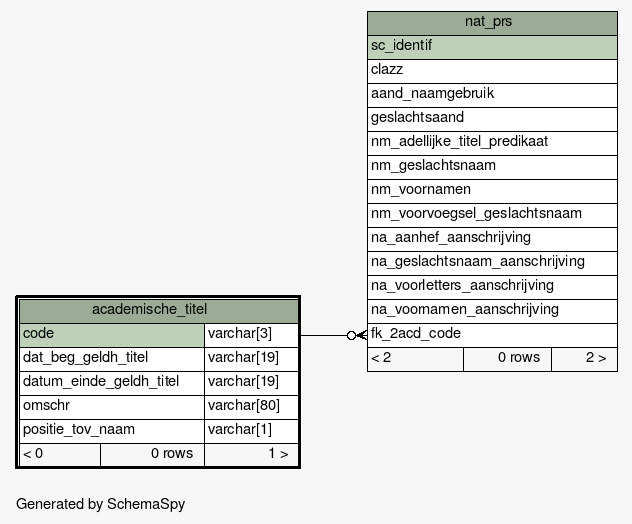 nat_prs
sc_identif
clazz
aand_naamgebruik
geslachtsaand
nm_adellijke_titel_predikaat
nm_geslachtsnaam
nm_voornamen
nm_voorvoegsel_geslachtsnaam
na_aanhef_aanschrijving
na_geslachtsnaam_aanschrijving
na_voorletters_aanschrijving
na_voornamen_aanschrijving
fk_2acd_code
< 2 0 rows 2 >
academische_titel
code varchar[3]
dat_beg_geldh_titel varchar[19]
datum_einde_geldh_titel varchar[19]
omschr varchar[80]
positie_tov_naam varchar[1]
< 0 0 rows 1 >
Generated by SchemaSpy